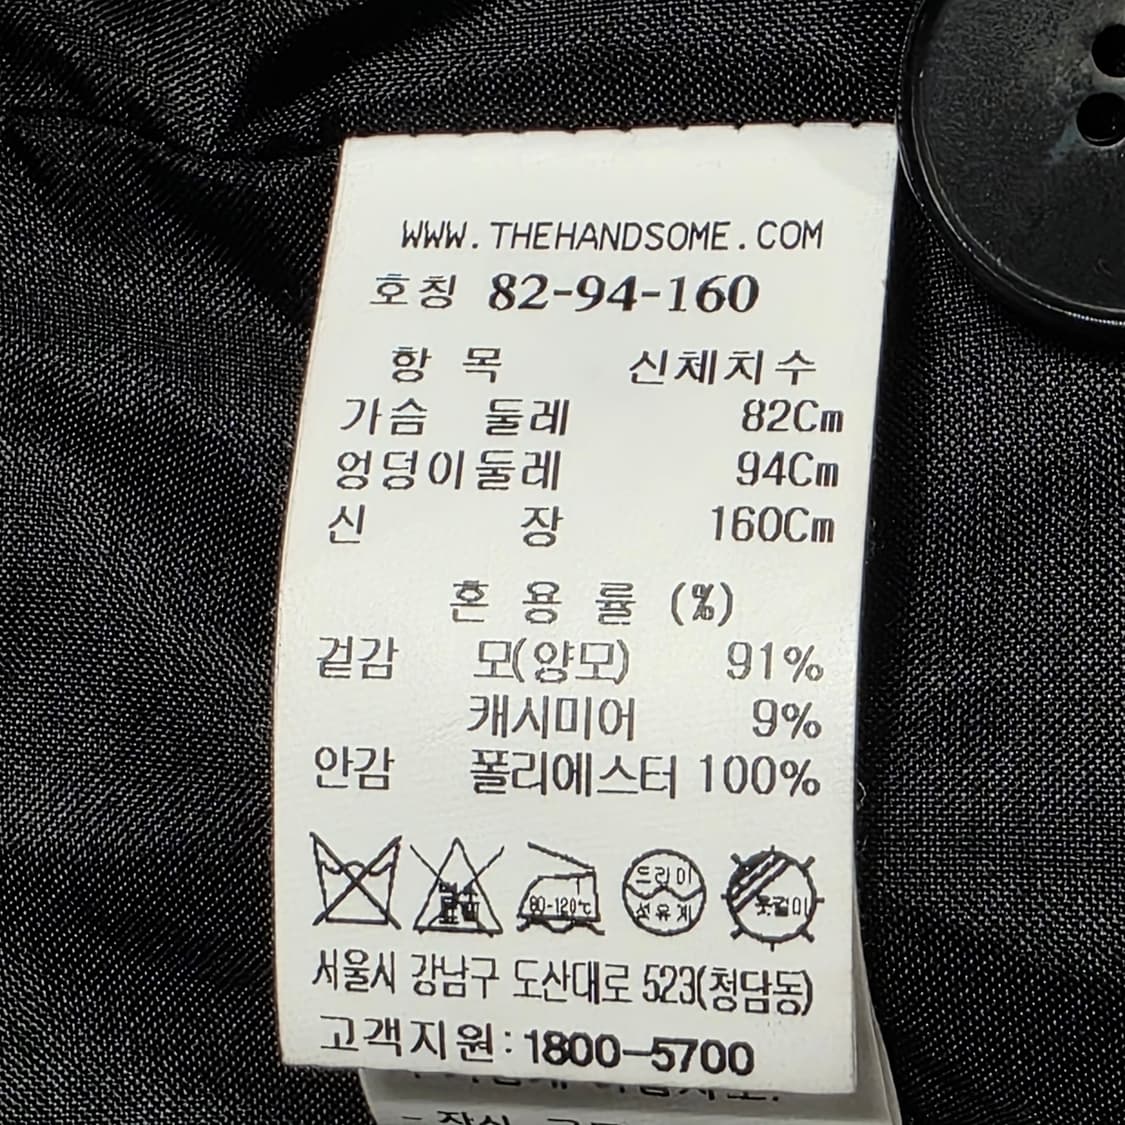 WWW.THEHANDSOME.COM
호칭 82-94-160
항 목 신체치수
가슴 둘레 82Cm
엉덩이둘레 94Cm
신 장 160Cm
혼 용 률 (%)
겉감 모(양모) 91%
캐시미어 9%
안감 폴리에스터 100%
80-120℃ 드라이 옷걸이
석유계
서울시 강남구 도산대로 523(청담동)
고객지원:1800-5700